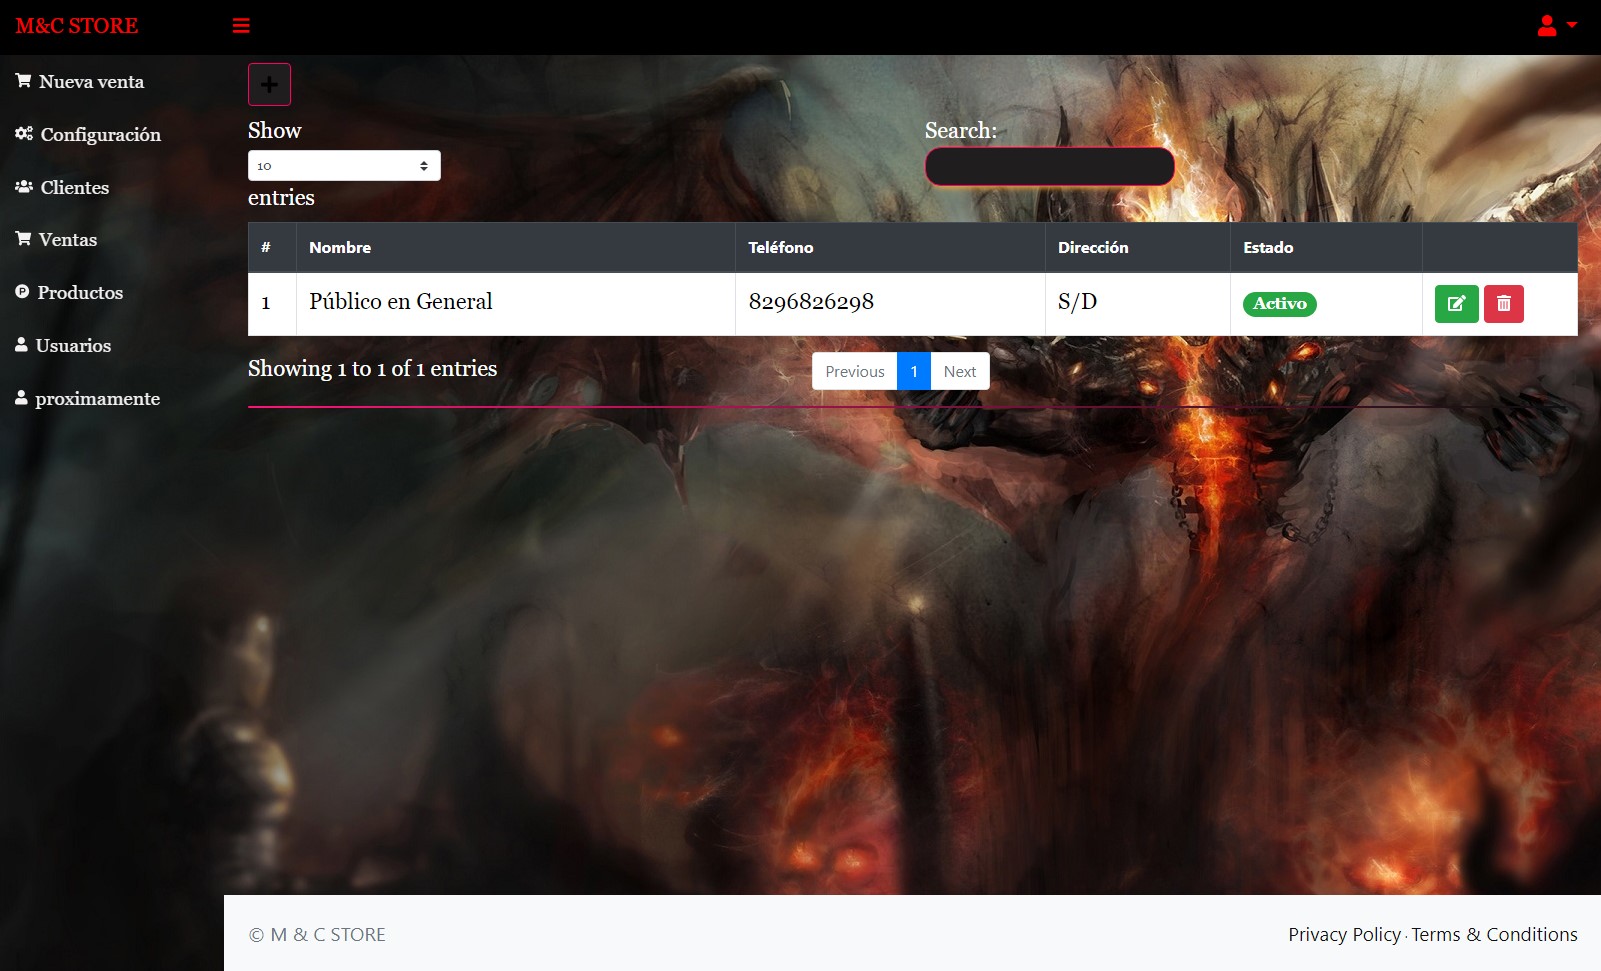 M&C STORE
Nueva venta
Configuración
Clientes
Ventas
Productos
Usuarios
proximamente
Show
10
entries
Search:
# Nombre Teléfono Dirección Estado
1 Público en General 8296826298 S/D Activo
Showing 1 to 1 of 1 entries
Previous 1 Next
© M & C STORE
Privacy Policy · Terms & Conditions